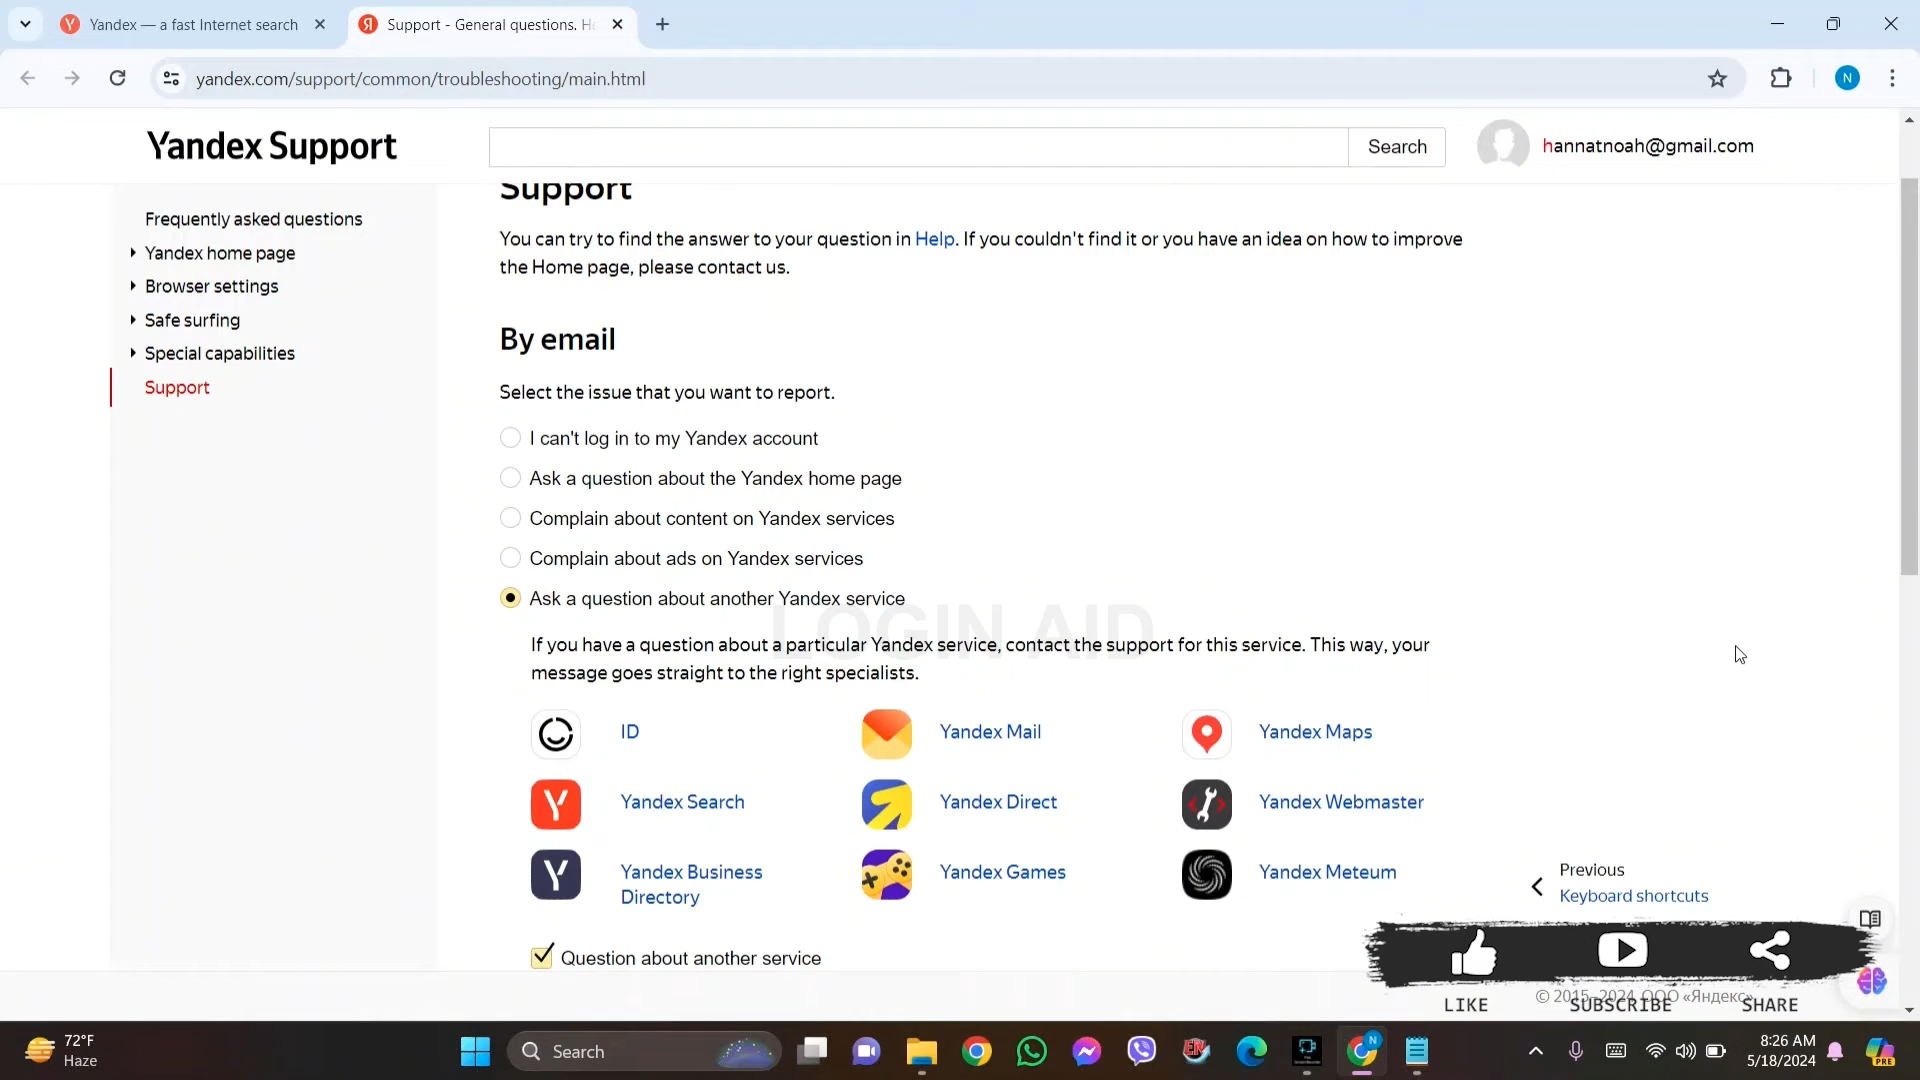 Yandex — a fast Internet search
Support - General questions. He
yandex.com/support/common/troubleshooting/main.html
N
Yandex Support
Search
hannatnoah@gmail.com
Frequently asked questions
Yandex home page
Browser settings
Safe surfing
Special capabilities
Support
Support
You can try to find the answer to your question in Help. If you couldn't find it or you have an idea on how to improve
the Home page, please contact us.
By email
Select the issue that you want to report.
I can't log in to my Yandex account
Ask a question about the Yandex home page
Complain about content on Yandex services
Complain about ads on Yandex services
Ask a question about another Yandex service
LOGIN AID
If you have a question about a particular Yandex service, contact the support for this service. This way, your
message goes straight to the right specialists.
ID
Yandex Mail
Yandex Maps
Yandex Search
Yandex Direct
Yandex Webmaster
Yandex Business
Directory
Yandex Games
Yandex Meteum
Previous
Keyboard shortcuts
Question about another service
© 2015–2024 ООО «Яндекс»
LIKE
SUBSCRIBE
SHARE
72°F
Haze
Search
N
8:26 AM
5/18/2024
PRE